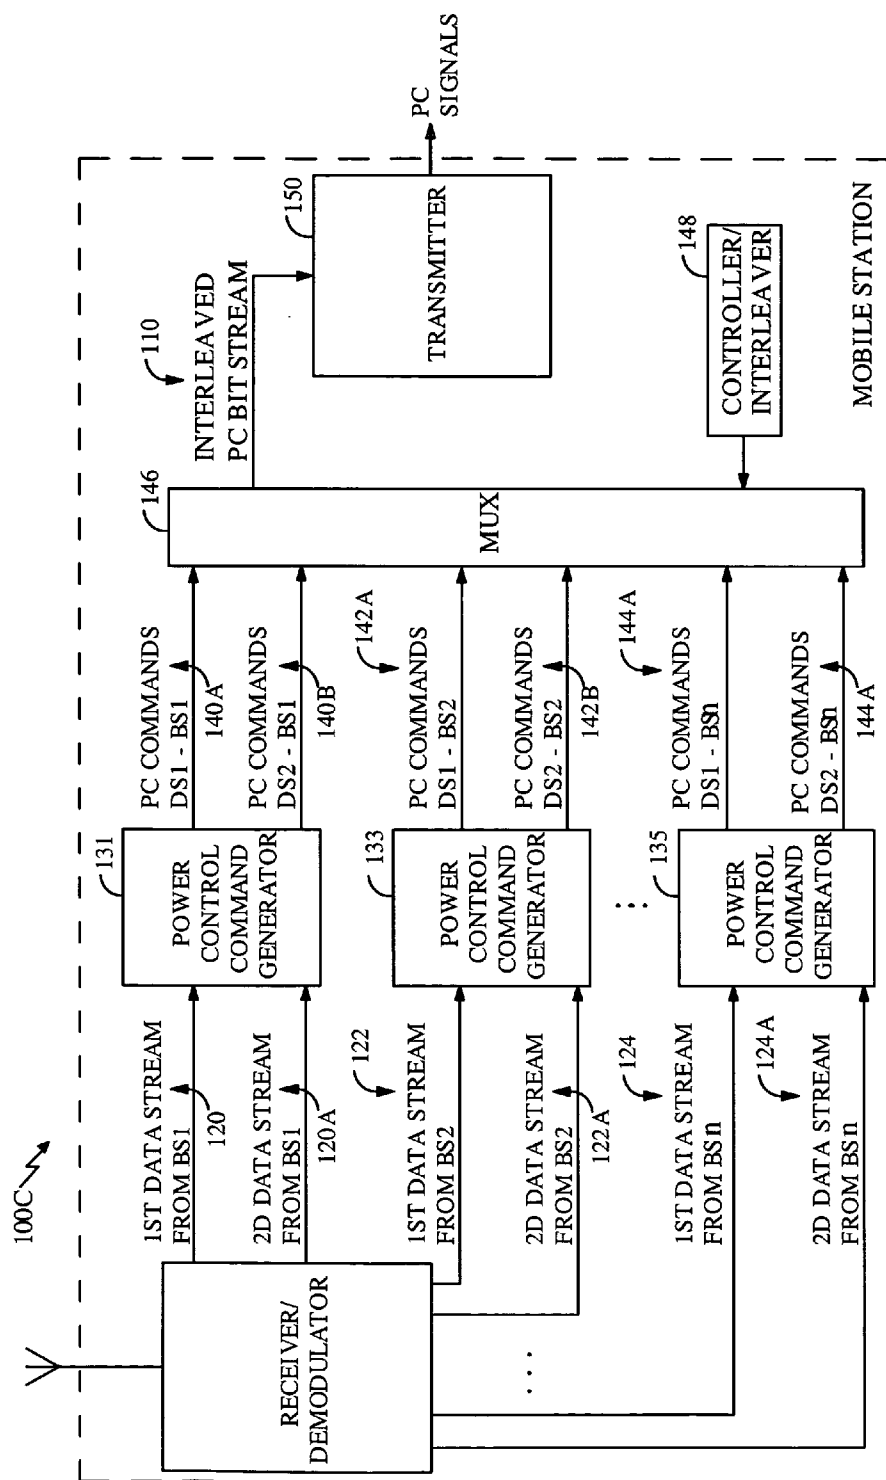 100C
RECEIVER/
DEMODULATOR
1ST DATA STREAM
FROM BS1
120
2D DATA STREAM
FROM BS1
120A
122
1ST DATA STREAM
FROM BS2
2D DATA STREAM
FROM BS2
122A
124
1ST DATA STREAM
FROM BSn
124A
2D DATA STREAM
FROM BSn
131
POWER
CONTROL
COMMAND
GENERATOR
133
POWER
CONTROL
COMMAND
GENERATOR
135
POWER
CONTROL
COMMAND
GENERATOR
PC COMMANDS
DS1 - BS1
140A
PC COMMANDS
DS2 - BS1
140B
142A
PC COMMANDS
DS1 - BS2
PC COMMANDS
DS2 - BS2
142B
144A
PC COMMANDS
DS1 - BSn
PC COMMANDS
DS2 - BSn
144A
146
MUX
110
INTERLEAVED
PC BIT STREAM
150
TRANSMITTER
PC
SIGNALS
148
CONTROLLER/
INTERLEAVER
MOBILE STATION